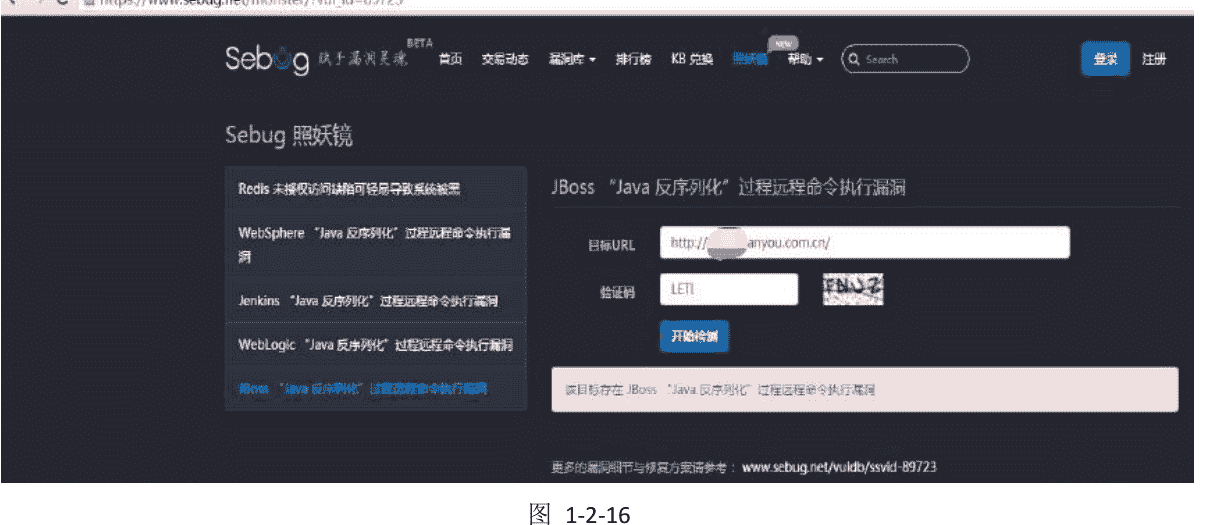 https://www.sebug.net/monster/?vul_id=89723
Sebug BETA 首页 交易动态 漏洞库 排行榜 KB 兑换 照妖镜 NEW 帮助 Search 登录 注册
Sebug 照妖镜
Redis 未授权访问缺陷可轻易导致系统被黑
WebSphere “Java 反序列化”过程远程命令执行漏
洞
Jenkins “Java 反序列化”过程远程命令执行漏洞
WebLogic “Java 反序列化”过程远程命令执行漏洞
JBoss “Java 反序列化”过程远程命令执行漏洞
JBoss “Java 反序列化”过程远程命令执行漏洞
目标URL http:// anyou.com.cn/
验证码 LETI FNUZ
开始检测
该目标存在 JBoss “Java 反序列化”过程远程命令执行漏洞
更多的漏洞细节与修复方案请参考： www.sebug.net/vuldb/ssvid-89723
图 1-2-16